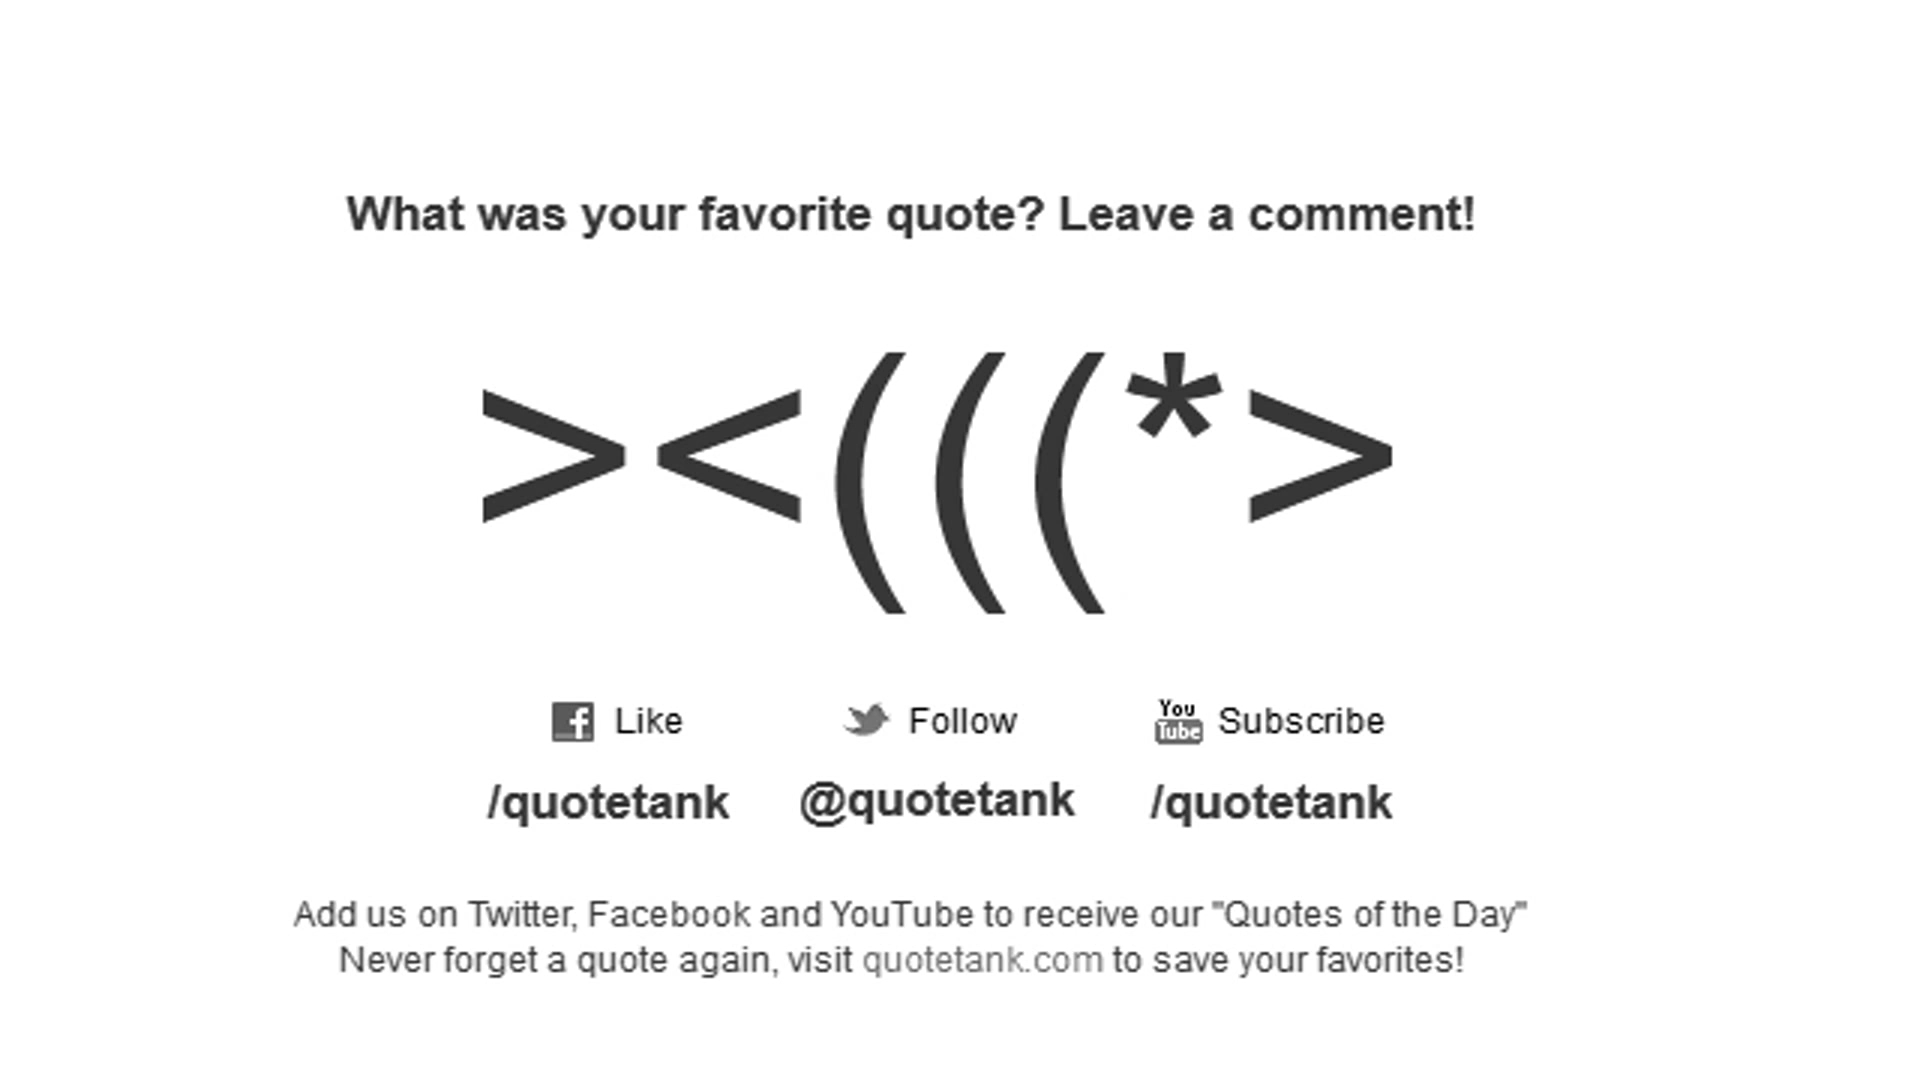 What was your favorite quote? Leave a comment!
><(((*>
f Like Follow You Tube Subscribe
/quotetank @quotetank /quotetank
Add us on Twitter, Facebook and YouTube to receive our "Quotes of the Day"
Never forget a quote again, visit quotetank.com to save your favorites!